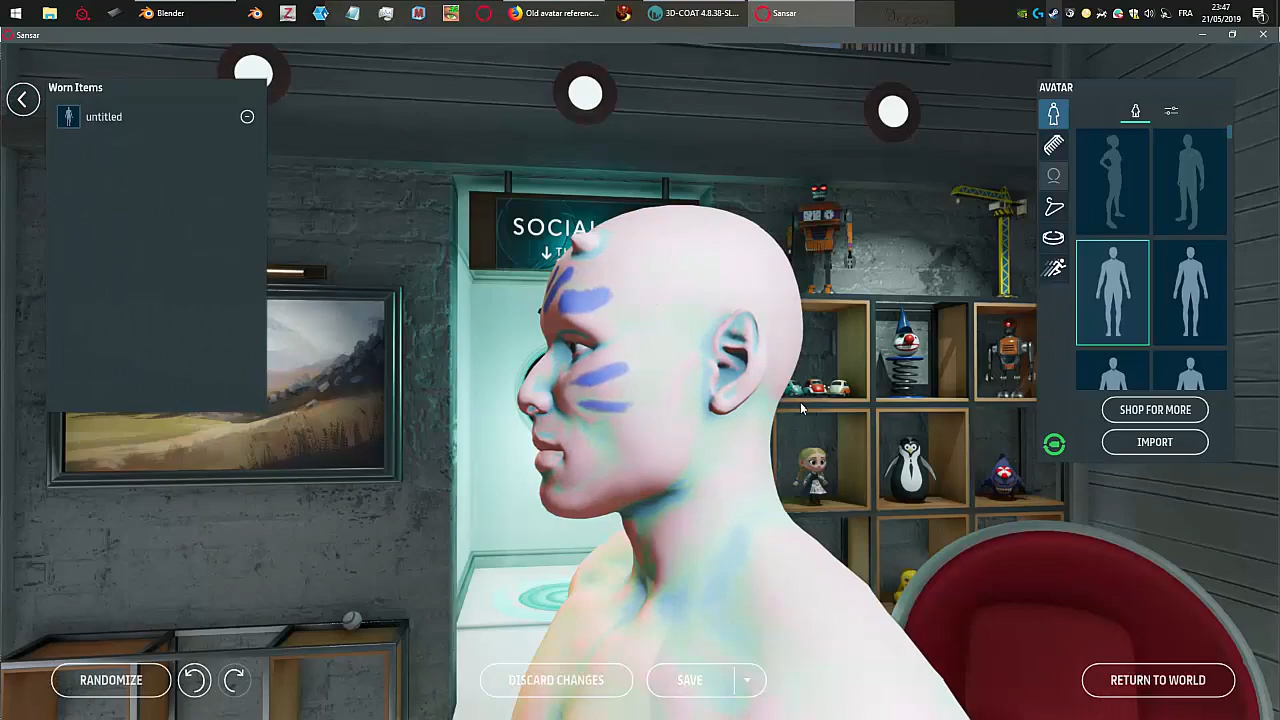 Blender
Old avatar referenc...
3D-COAT 4.8.38-SL...
Sansar
FRA
23:47
21/05/2019
Sansar
Worn Items
untitled
AVATAR
SOCIAL
SHOP FOR MORE
IMPORT
RANDOMIZE
DISCARD CHANGES
SAVE
RETURN TO WORLD